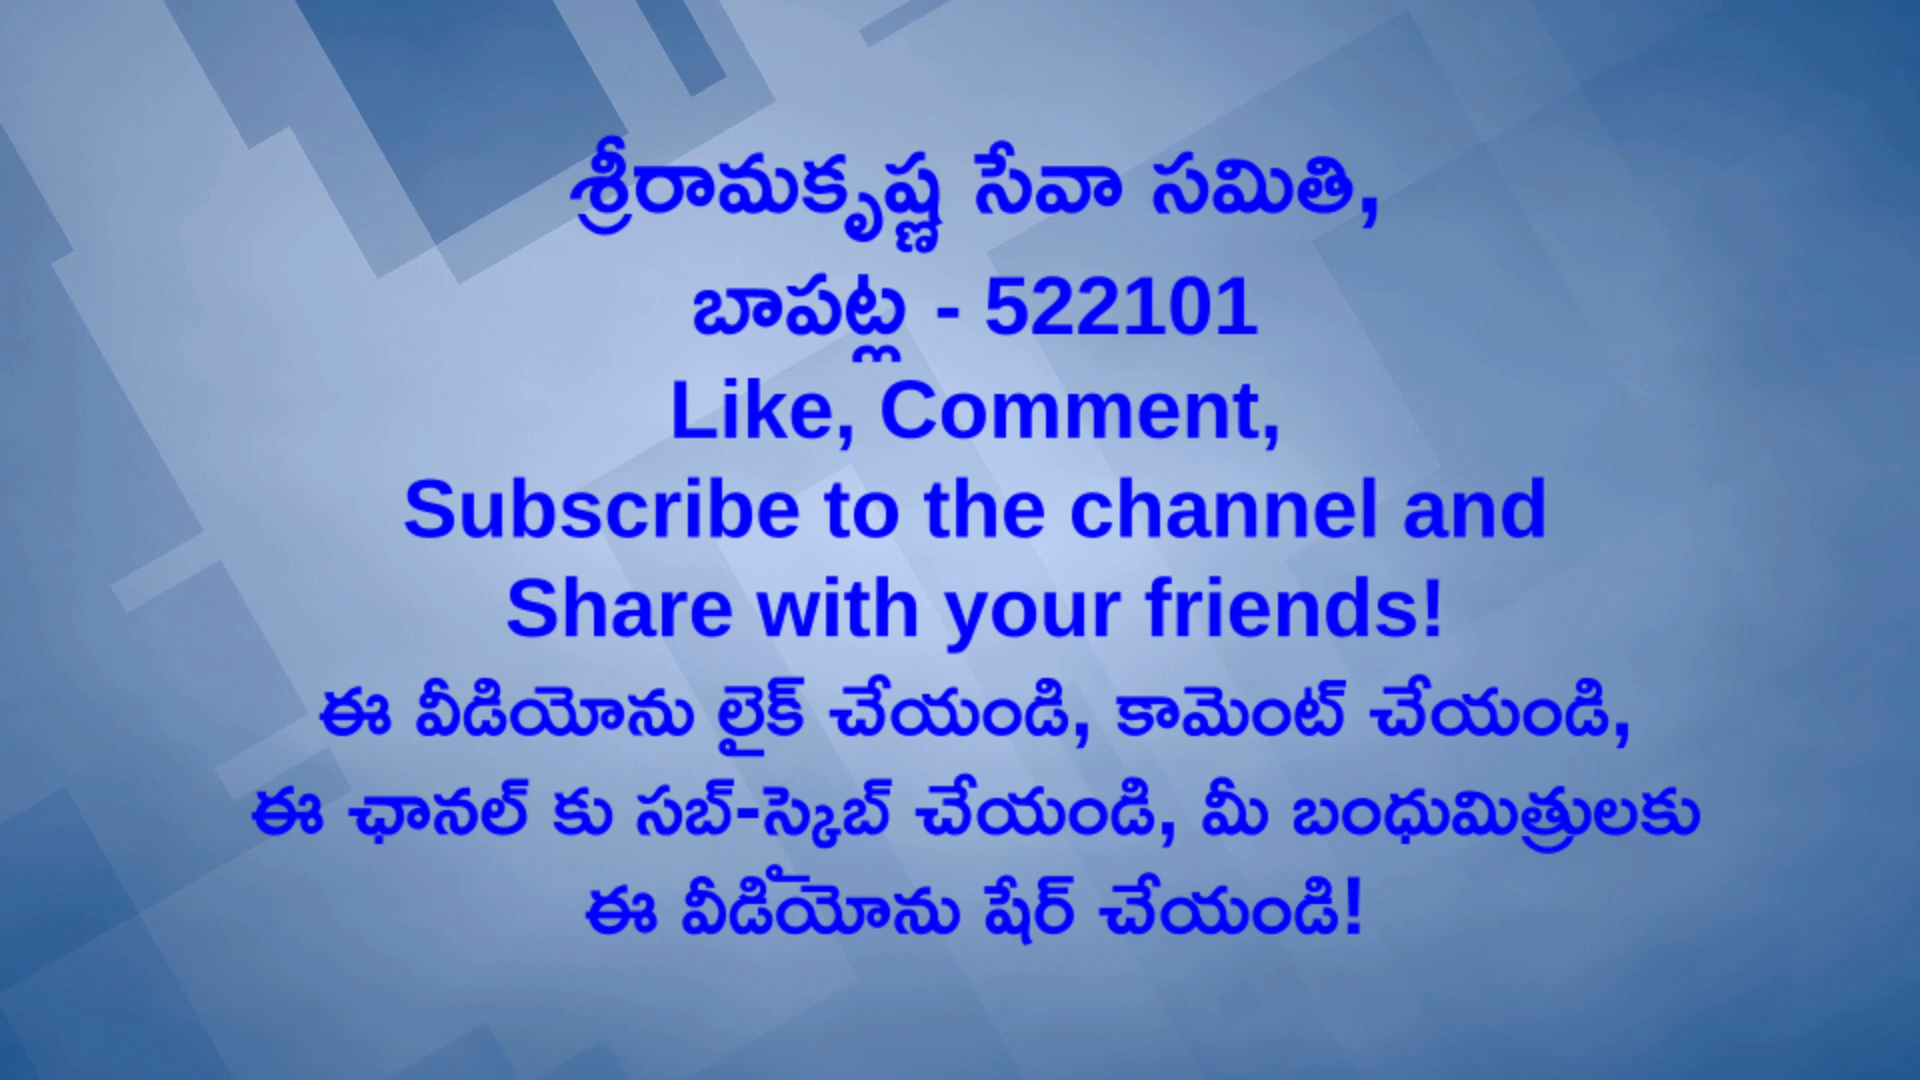 శ్రీరామకృష్ణ సేవా సమితి,
బాపట్ల - 522101
Like, Comment,
Subscribe to the channel and
Share with your friends!
ఈ వీడియోను లైక్ చేయండి, కామెంట్ చేయండి,
ఈ ఛానల్ కు సబ్-స్క్రైబ్ చేయండి, మీ బంధుమిత్రులకు
ఈ వీడియోను షేర్ చేయండి!